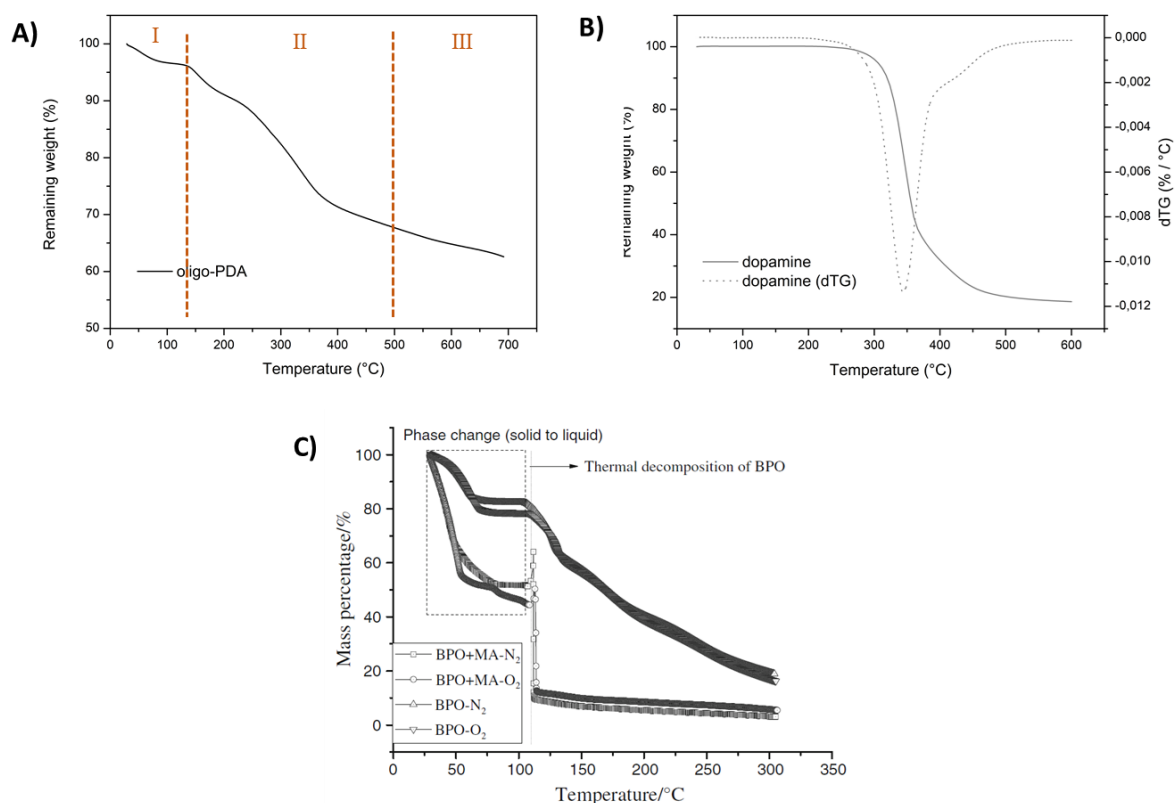 A)
I
II
III
100
90
80
70
60
50
Remaining weight (%)
oligo-PDA
0
100
200
300
400
500
600
700
Temperature (°C)
B)
100
80
60
40
20
Remaining weight (%)
dopamine
dopamine (dTG)
0
100
200
300
400
500
600
Temperature (°C)
0,000
-0,002
-0,004
-0,006
-0,008
-0,010
-0,012
dTG (% / °C)
C)
Phase change (solid to liquid)
Thermal decomposition of BPO
100
80
60
40
20
0
Mass percentage/%
BPO+MA-N₂
BPO+MA-O₂
BPO-N₂
BPO-O₂
0
50
100
150
200
250
300
350
Temperature/°C